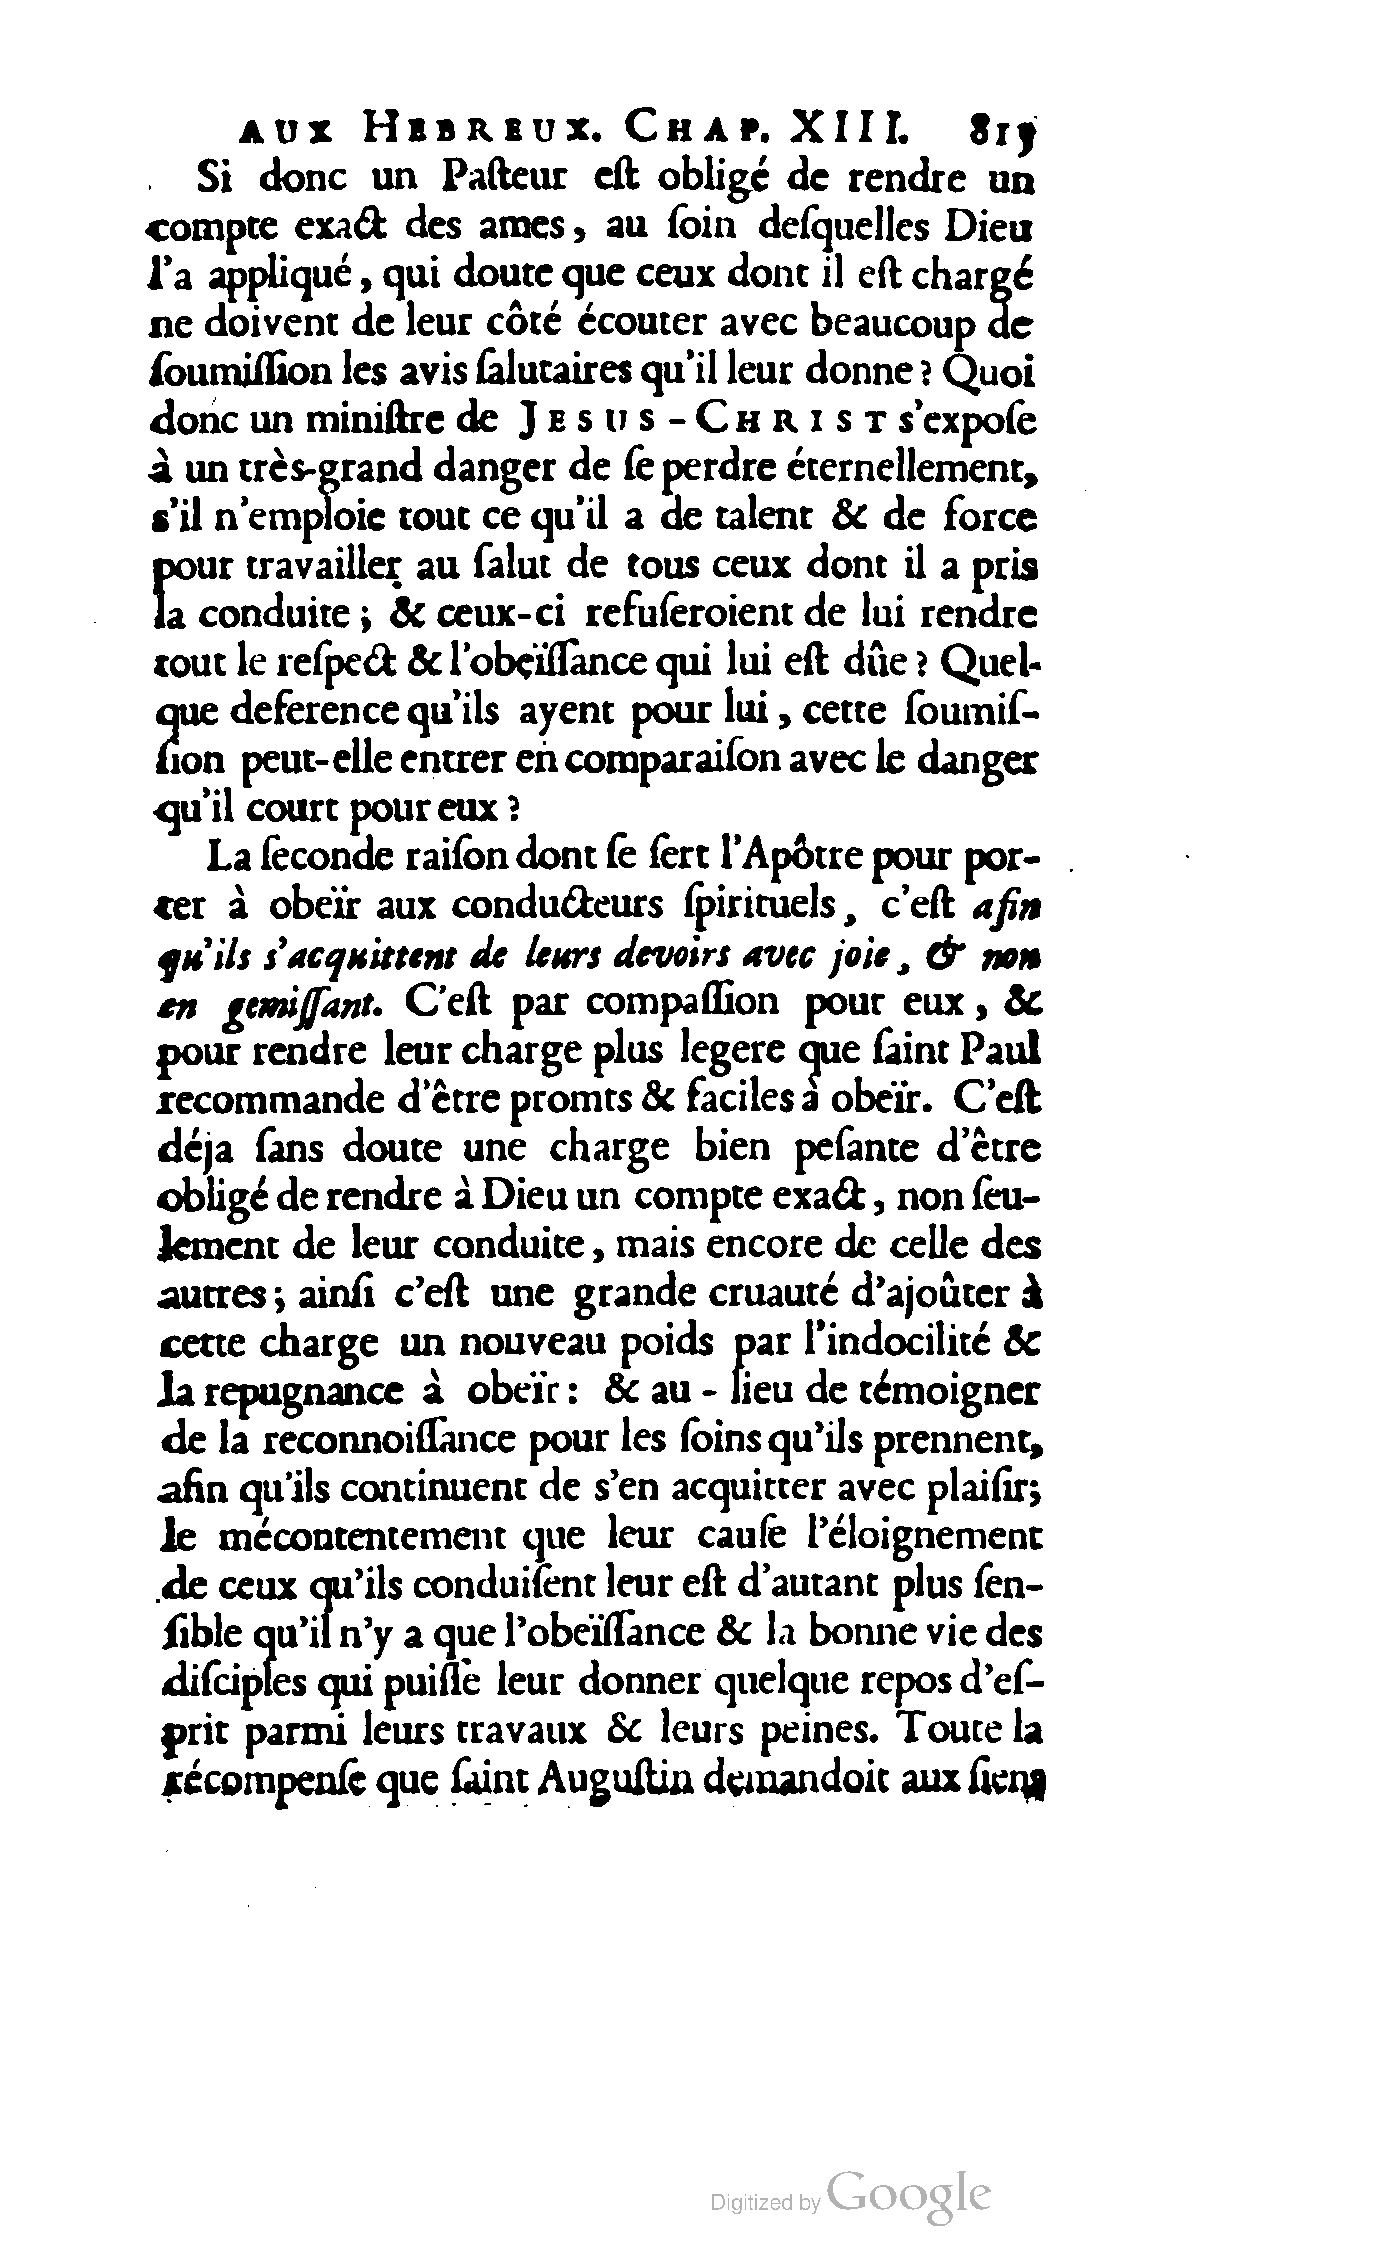 AUX HEBREUX. CHAP. XIII. 819
Si donc un Paſteur eſt obligé de rendre un
compte exact des ames, au ſoin deſquelles Dieu
l'a appliqué, qui doute que ceux dont il eſt chargé
ne doivent de leur côté écouter avec beaucoup de
ſoumiſſion les avis ſalutaires qu'il leur donne? Quoi
donc un miniſtre de JESUS-CHRIST s'expoſe
à un très-grand danger de ſe perdre éternellement,
s'il n'emploie tout ce qu'il a de talent & de force
pour travailler au ſalut de tous ceux dont il a pris
la conduite; & ceux-ci refuſeroient de lui rendre
tout le reſpect & l'obeïſſance qui lui eſt dûe? Quel-
que deference qu'ils ayent pour lui, cette ſoumiſ-
ſion peut-elle entrer en comparaiſon avec le danger
qu'il court pour eux?
La ſeconde raiſon dont ſe ſert l'Apôtre pour por-
ter à obeïr aux conducteurs ſpirituels, c'eſt afin
qu'ils s'acquittent de leurs devoirs avec joie, & non
en gemiſſant. C'eſt par compaſſion pour eux, &
pour rendre leur charge plus legere que ſaint Paul
recommande d'être promts & faciles à obeïr. C'eſt
déja ſans doute une charge bien peſante d'être
obligé de rendre à Dieu un compte exact, non ſeu-
lement de leur conduite, mais encore de celle des
autres; ainſi c'eſt une grande cruauté d'ajoûter à
cette charge un nouveau poids par l'indocilité &
la repugnance à obeïr: & au-lieu de témoigner
de la reconnoiſſance pour les ſoins qu'ils prennent,
afin qu'ils continuent de s'en acquitter avec plaiſir;
le mécontentement que leur cauſe l'éloignement
de ceux qu'ils conduiſent leur eſt d'autant plus ſen-
ſible qu'il n'y a que l'obeïſſance & la bonne vie des
diſciples qui puiſſe leur donner quelque repos d'eſ-
prit parmi leurs travaux & leurs peines. Toute la
récompenſe que ſaint Auguſtin demandoit aux ſiens
Digitized by Google